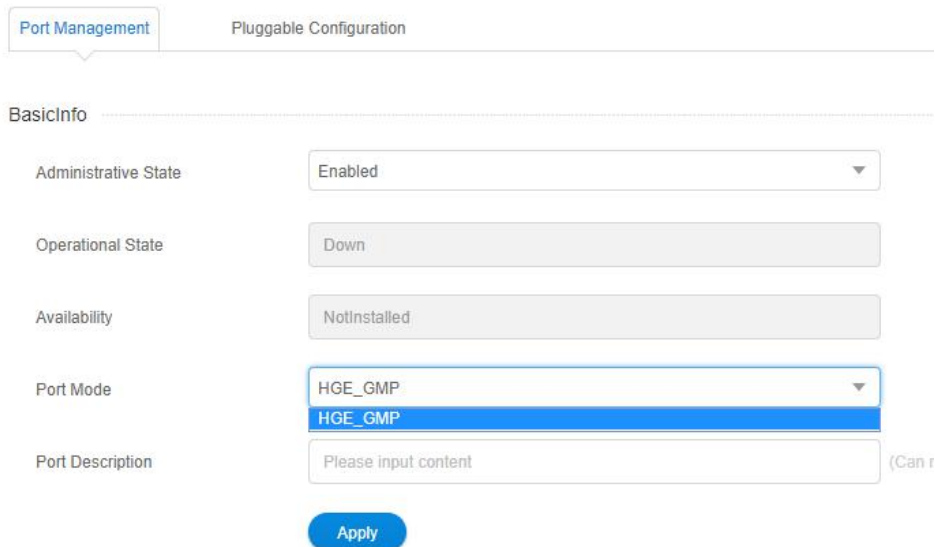 Port Management Pluggable Configuration
BasicInfo
Administrative State Enabled
Operational State Down
Availability NotInstalled
Port Mode HGE_GMP
HGE_GMP
Port Description Please input content (Can
Apply